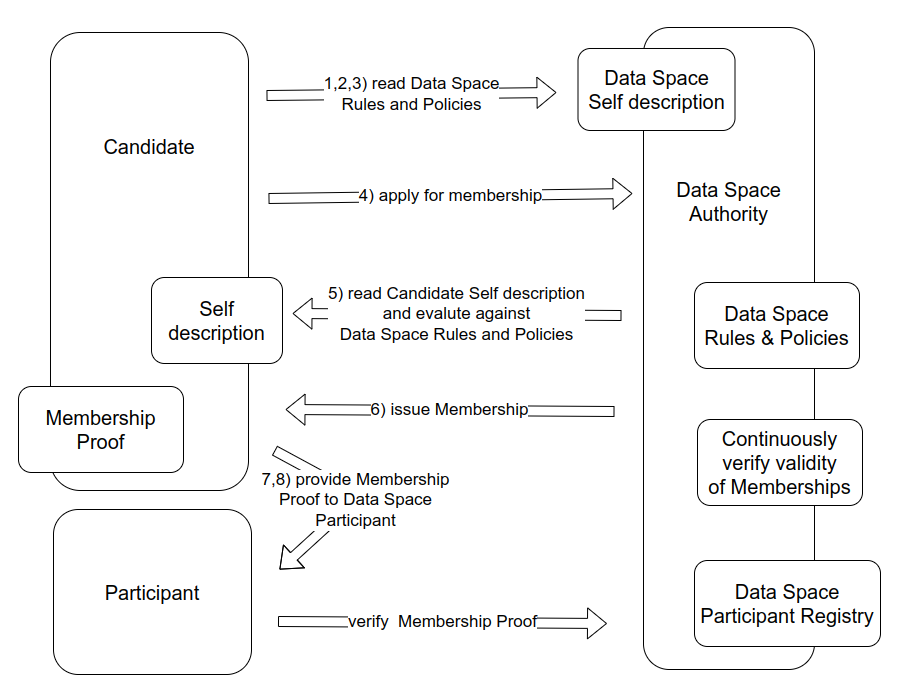 1,2,3) read Data Space
Rules and Policies
Data Space
Self description
Candidate
4) apply for membership
Data Space
Authority
Self
description
5) read Candidate Self description
and evalute against
Data Space Rules and Policies
Data Space
Rules & Policies
Membership
Proof
6) issue Membership
Continuously
verify validity
of Memberships
7,8) provide Membership
Proof to Data Space
Participant
Participant
verify  Membership Proof
Data Space
Participant Registry